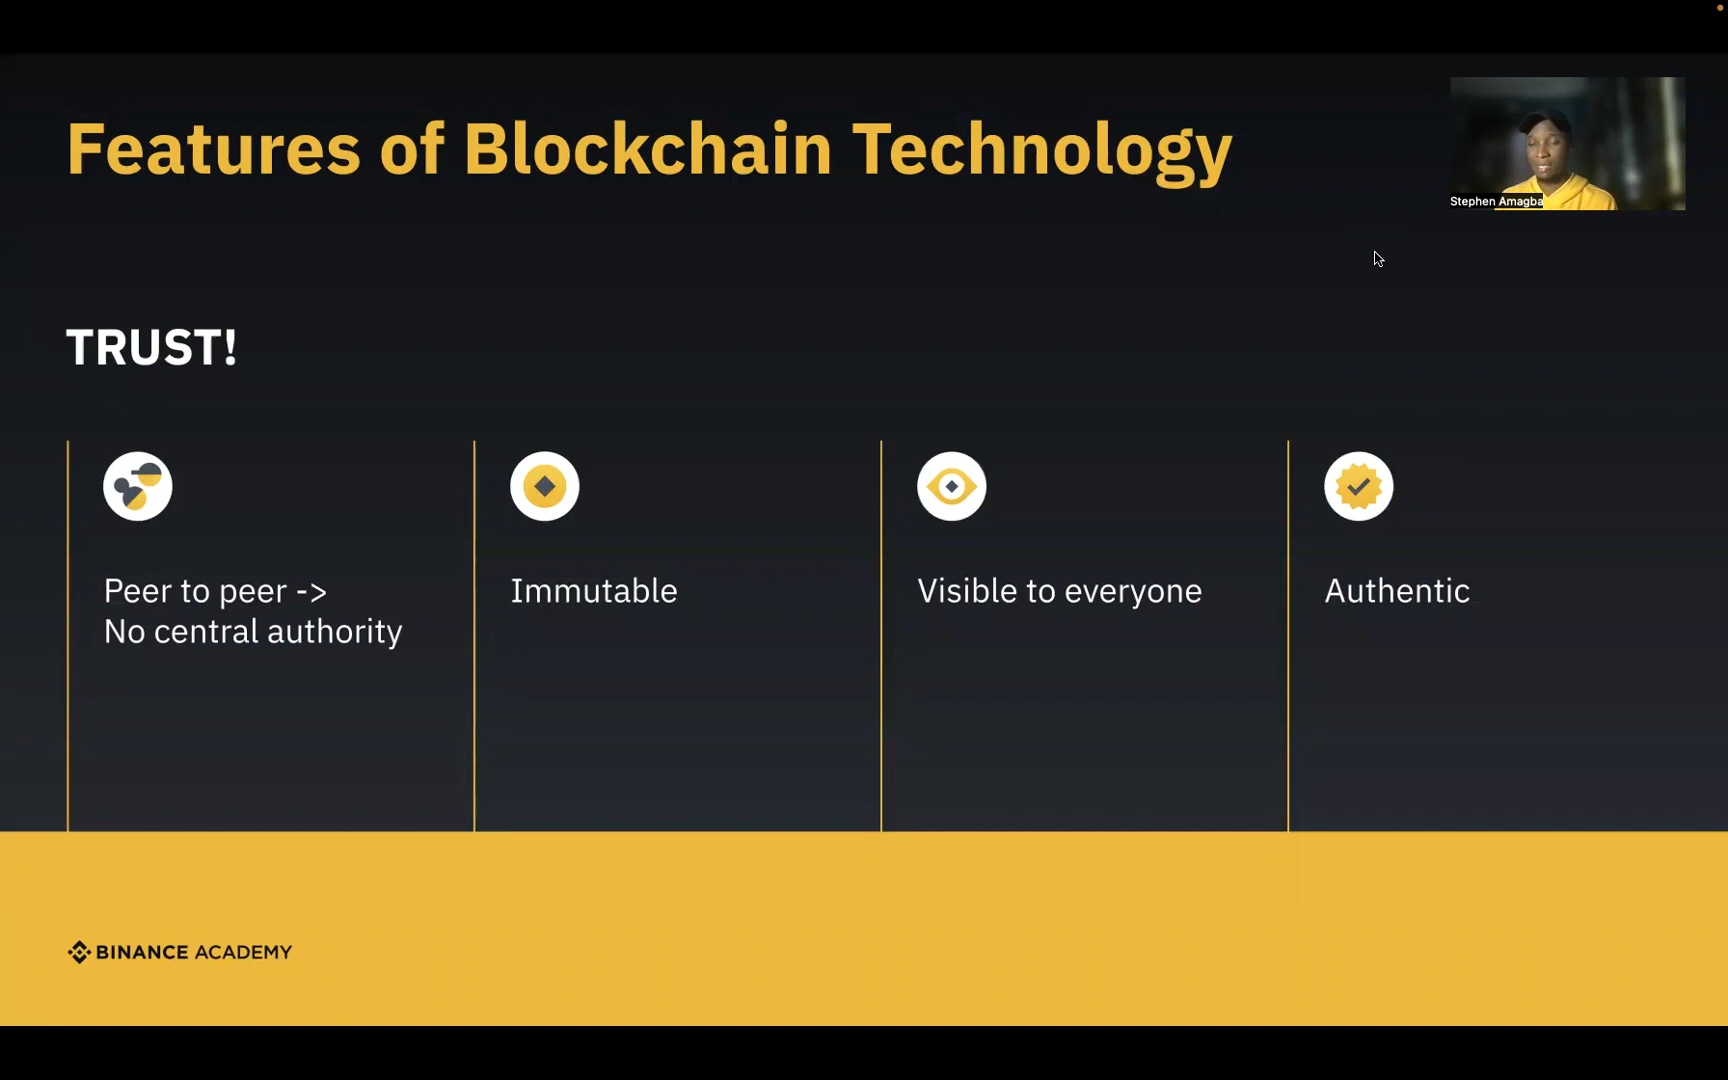 Features of Blockchain Technology
Stephen Amagba
TRUST!
Peer to peer ->
No central authority
Immutable
Visible to everyone
Authentic
BINANCE ACADEMY